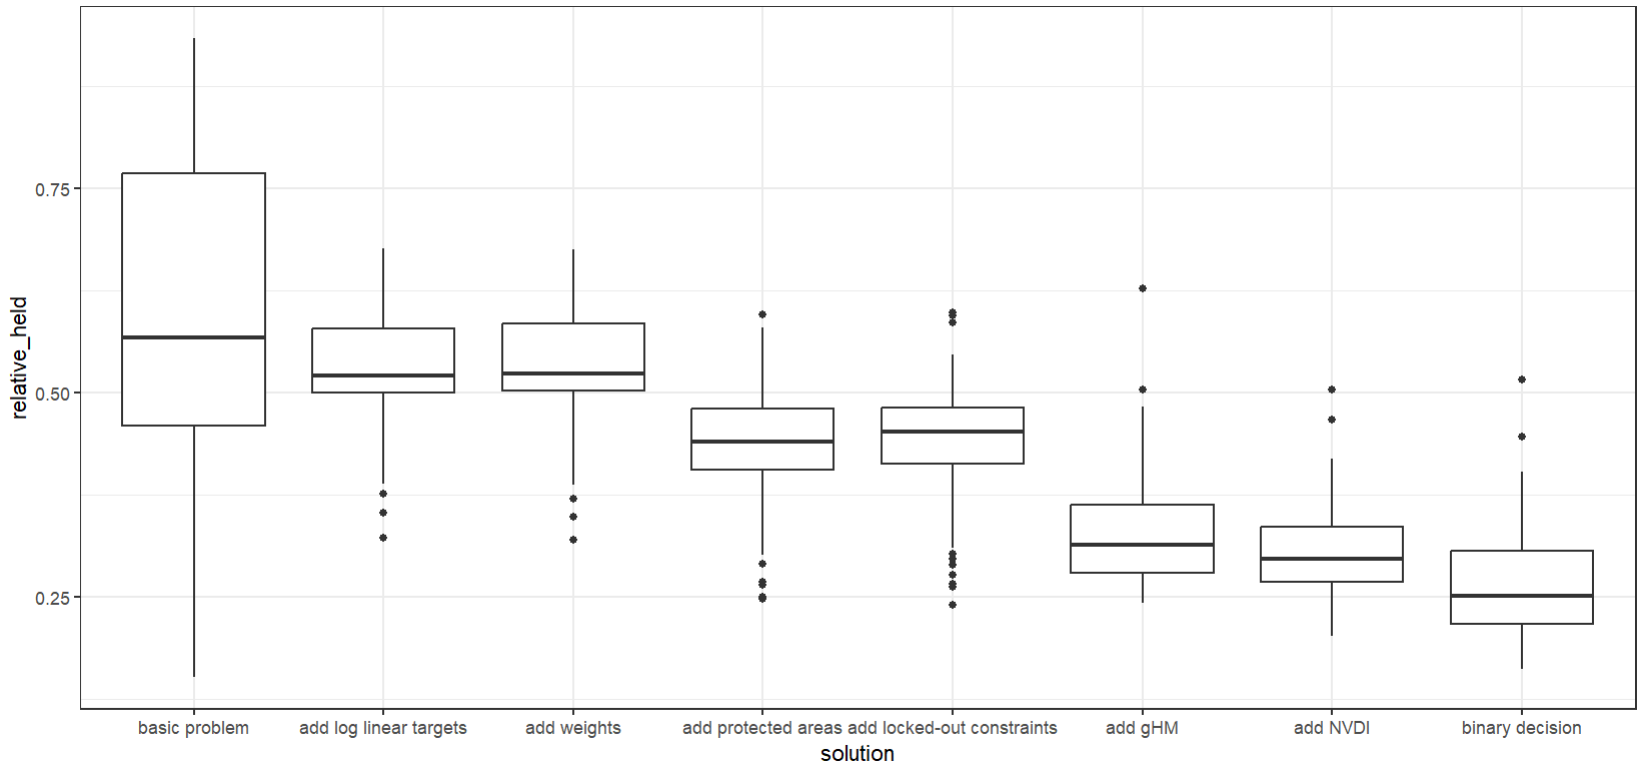 relative_held
0.75
0.50
0.25
basic problem
add log linear targets
add weights
add protected areas
add locked-out constraints
add gHM
add NVDI
binary decision
solution